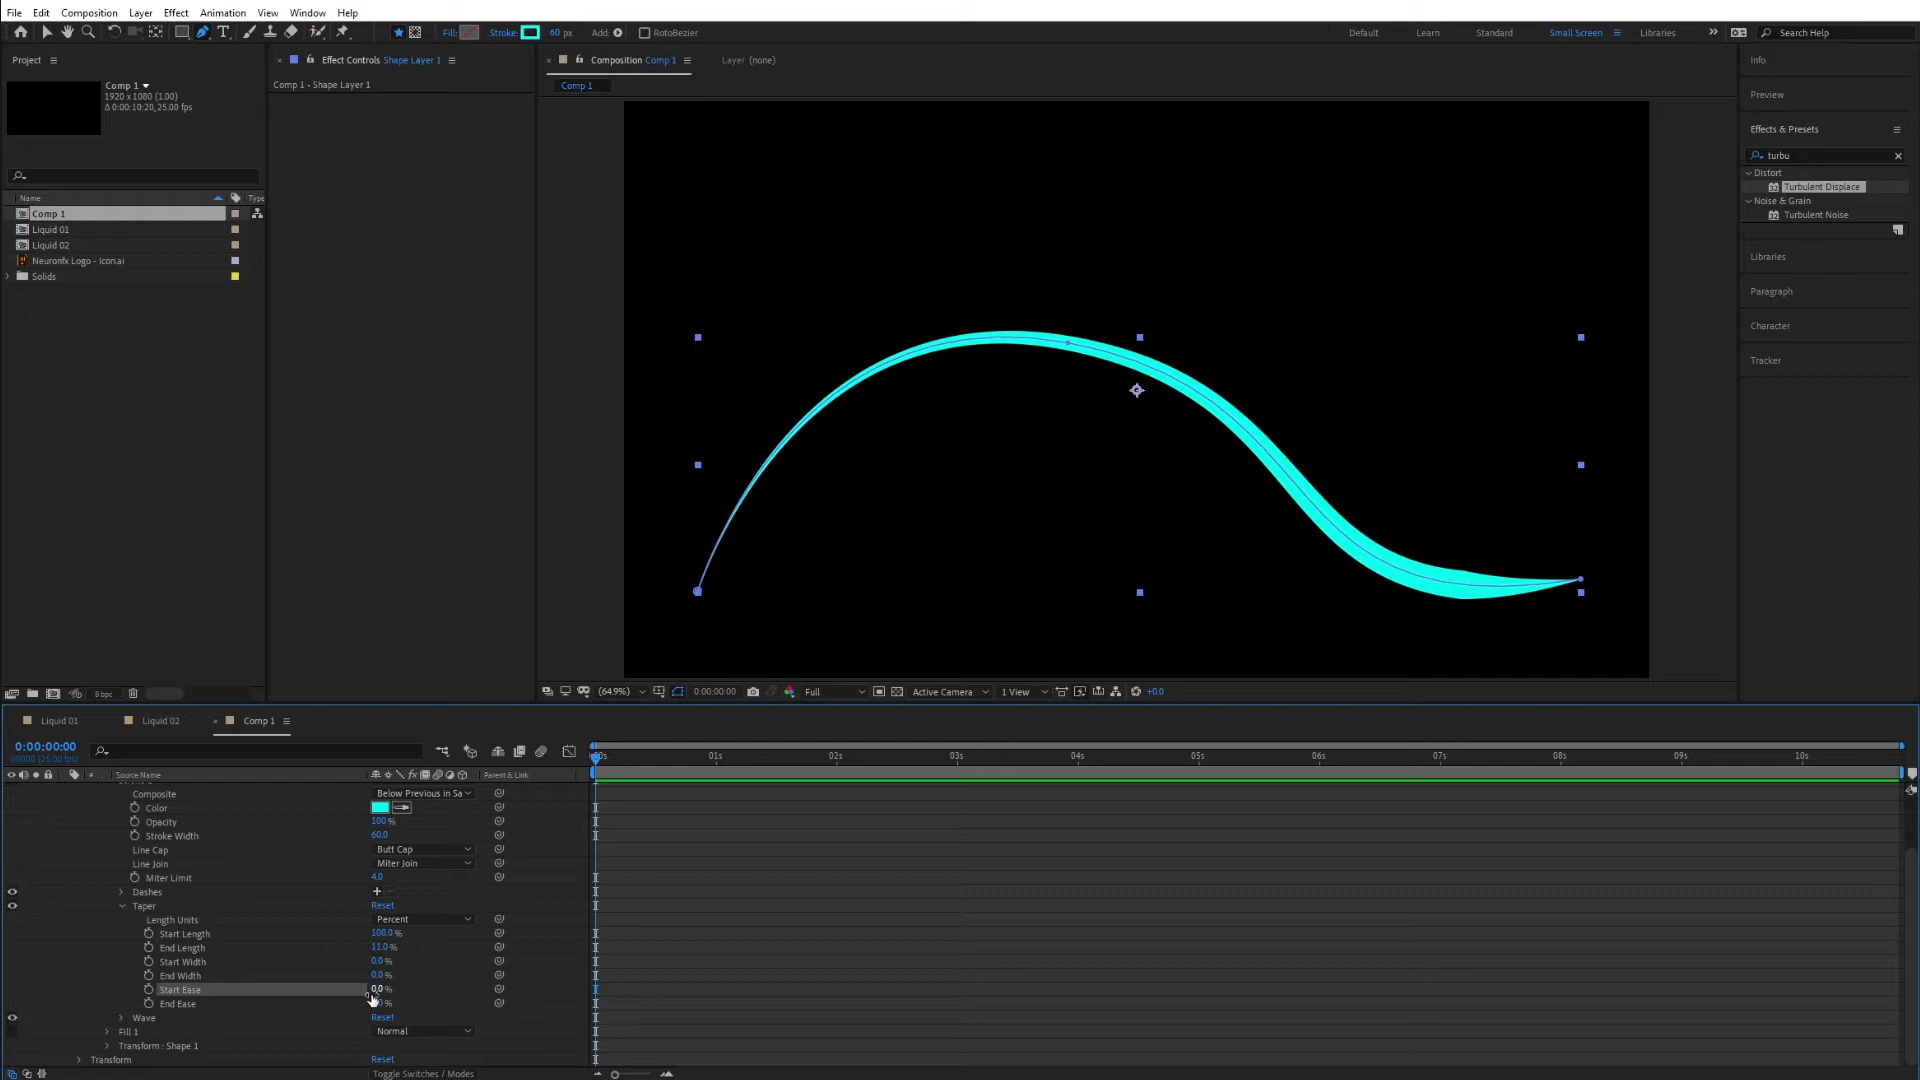 File Edit Composition Layer Effect Animation View Window Help
Fill: Stroke: 60 px Add: RotoBezier Default Learn Standard Small Screen Libraries Search Help
Project
Comp 1
1920 x 1080 (1.00)
Δ 0:00:10:20, 25.00 fps
Name Type
Comp 1
Liquid 01
Liquid 02
Neuronfx Logo - Icon.ai
Solids
8 bpc
Effect Controls Shape Layer 1
Comp 1 • Shape Layer 1
Composition Comp 1 Layer (none)
Comp 1
(64.9%) 0:00:00:00 Full Active Camera 1 View +0.0
Info
Preview
Effects & Presets
turbu
Distort
Turbulent Displace
Noise & Grain
Turbulent Noise
Libraries
Paragraph
Character
Tracker
Liquid 01 Liquid 02 Comp 1
0:00:00:00
00000 (25.00 fps)
01s 02s 03s 04s 05s 06s 07s 08s 09s 10s
# Source Name fx Parent & Link
Composite Below Previous in Sa
Color
Opacity 100 %
Stroke Width 60.0
Line Cap Butt Cap
Line Join Miter Join
Miter Limit 4.0
Dashes + −
Taper Reset
Length Units Percent
Start Length 100.0 %
End Length 11.0 %
Start Width 0.0 %
End Width 0.0 %
Start Ease 0.0 %
End Ease %
Wave Reset
Fill 1 Normal
Transform : Shape 1
Transform Reset
Toggle Switches / Modes